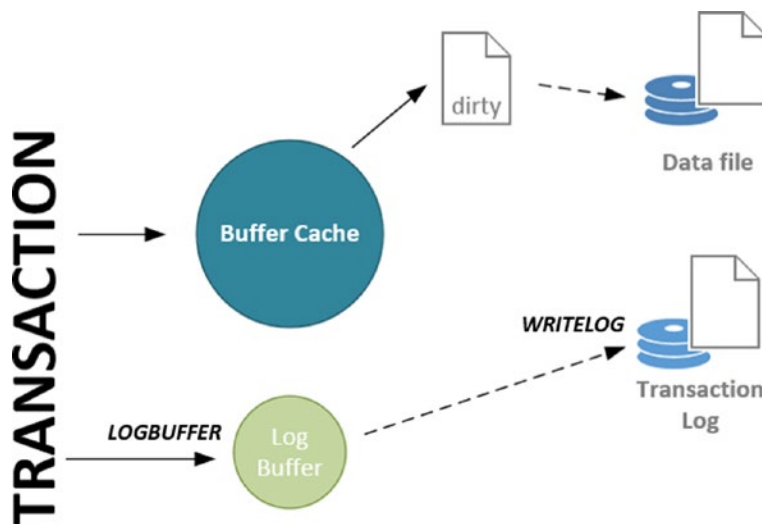 TRANSACTION
dirty
Data file
Buffer Cache
WRITELOG
Transaction
Log
LOGBUFFER
Log
Buffer